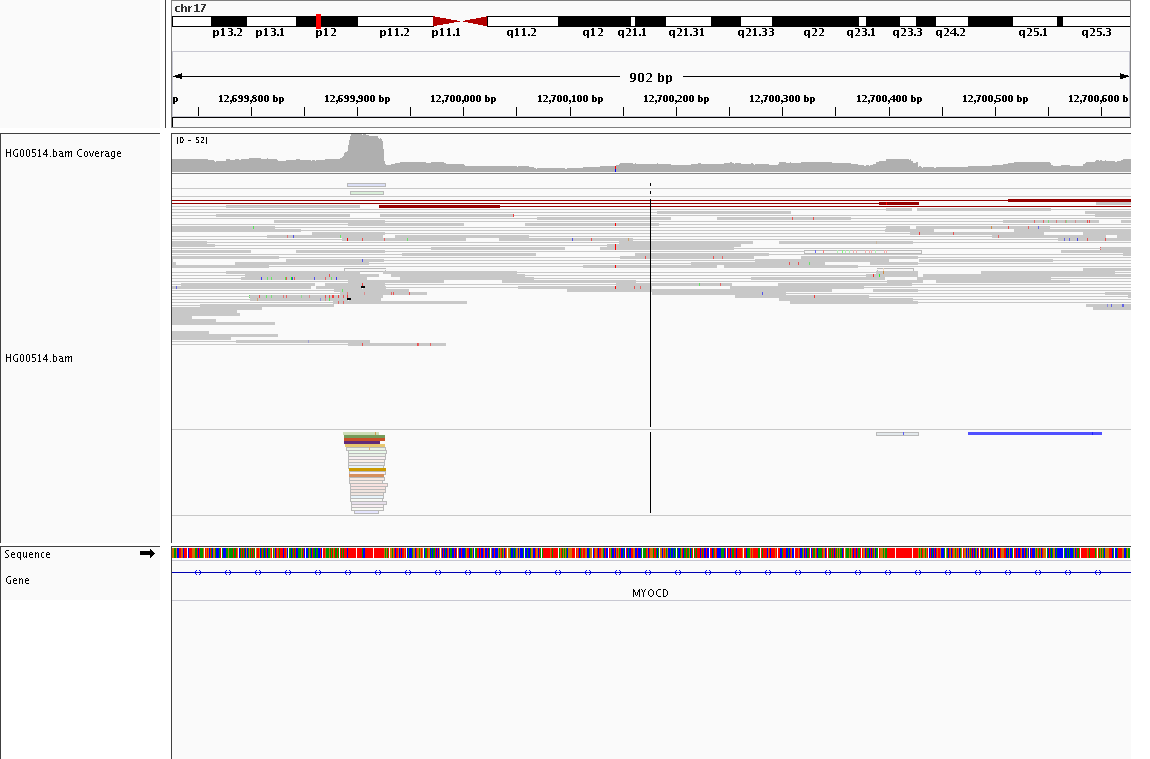 chr17
p13.2 p13.1 p12 p11.2 p11.1 q11.2 q12 q21.1 q21.31 q21.33 q22 q23.1 q23.3 q24.2 q25.1 q25.3
902 bp
p 12,699,800 bp 12,699,900 bp 12,700,000 bp 12,700,100 bp 12,700,200 bp 12,700,300 bp 12,700,400 bp 12,700,500 bp 12,700,600 b
[0 - 52]
HG00514.bam Coverage
HG00514.bam
Sequence
Gene
MYOCD